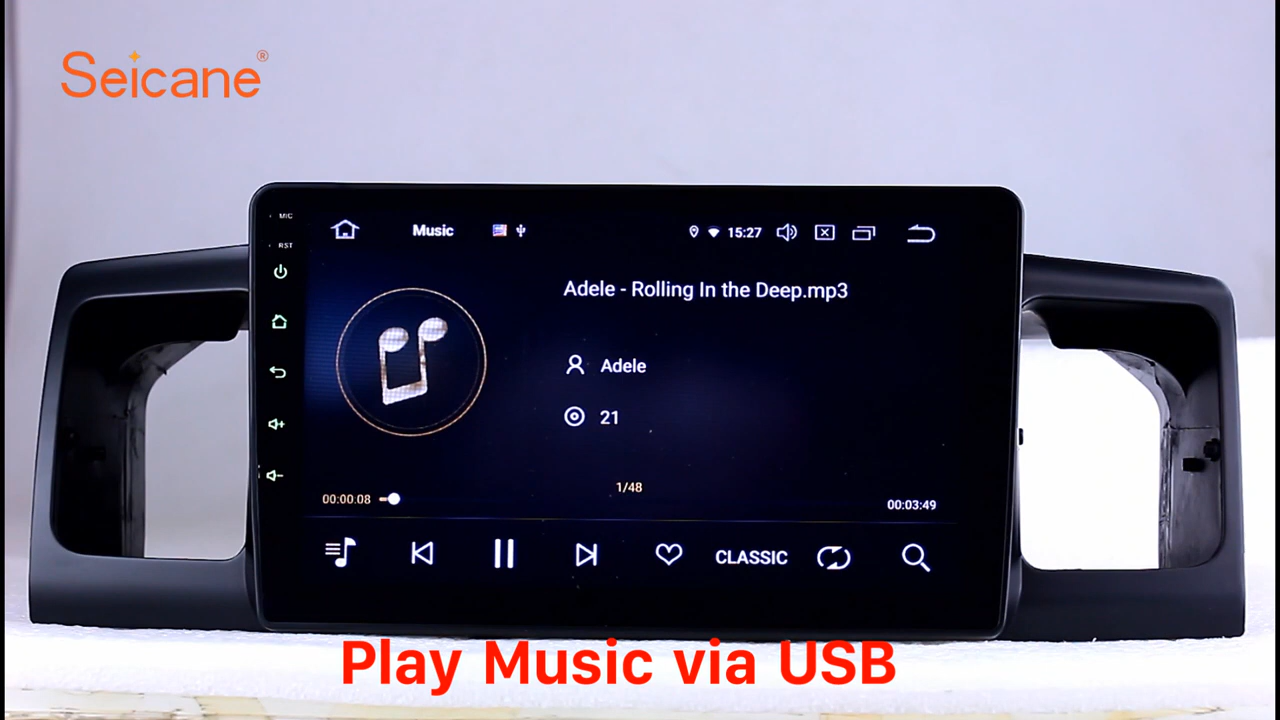 Seicane®
MIC
RST
Music
15:27
Adele - Rolling In the Deep.mp3
Adele
21
1/48
00:00:08
00:03:49
CLASSIC
Play Music via USB